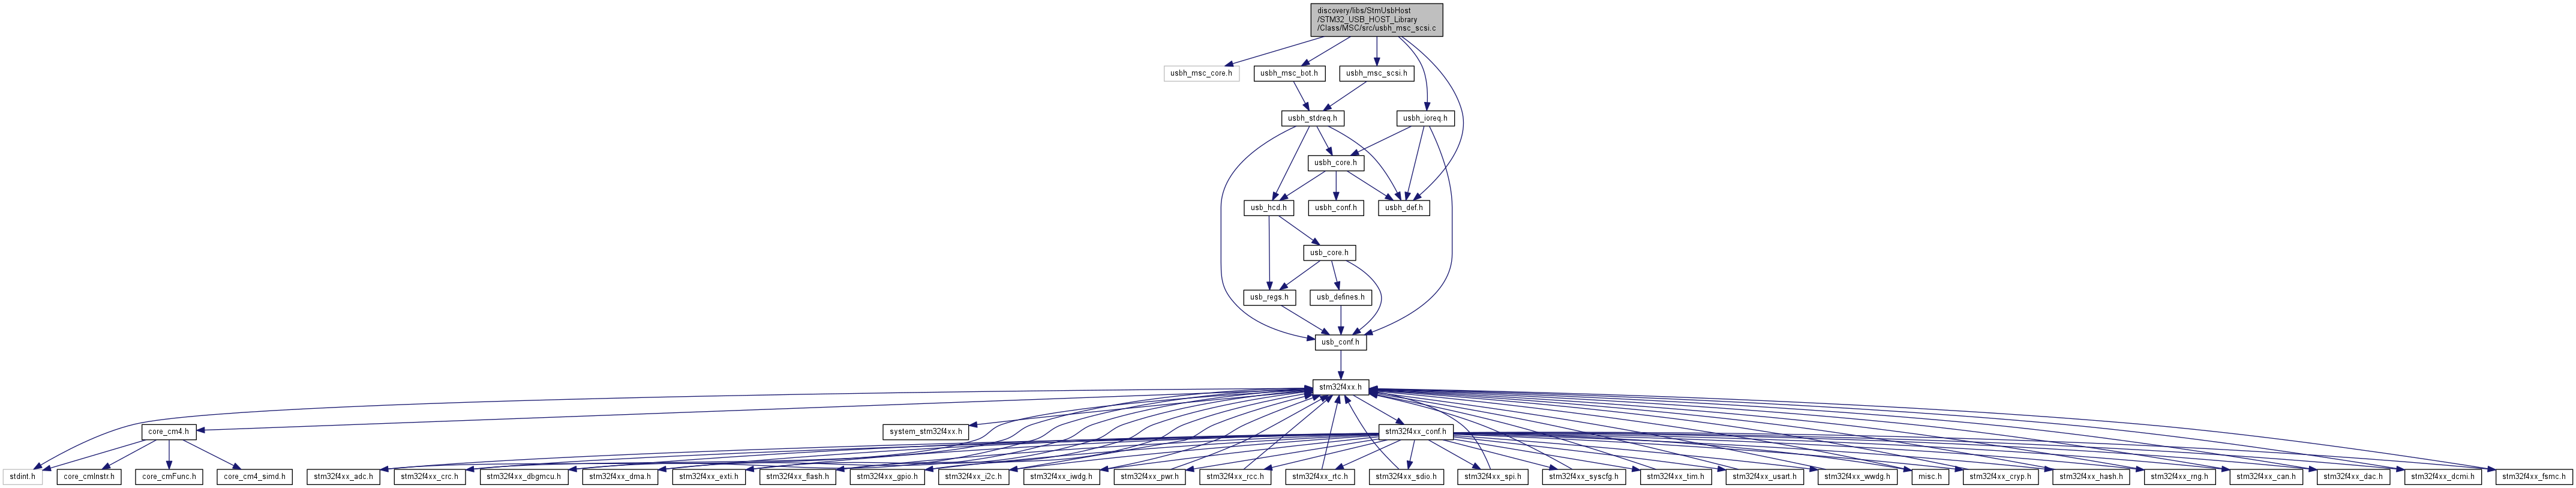 discovery/libs/StmUsbHost
/STM32_USB_HOST_Library
/Class/MSC/src/usbh_msc_scsi.c
usbh_msc_core.h
usbh_msc_bot.h
usbh_msc_scsi.h
usbh_stdreq.h
usbh_ioreq.h
usbh_core.h
usb_hcd.h
usbh_conf.h
usbh_def.h
usb_core.h
usb_regs.h
usb_defines.h
usb_conf.h
stm32f4xx.h
core_cm4.h
system_stm32f4xx.h
stm32f4xx_conf.h
stdint.h
core_cmInstr.h
core_cmFunc.h
core_cm4_simd.h
stm32f4xx_adc.h
stm32f4xx_crc.h
stm32f4xx_dbgmcu.h
stm32f4xx_dma.h
stm32f4xx_exti.h
stm32f4xx_flash.h
stm32f4xx_gpio.h
stm32f4xx_i2c.h
stm32f4xx_iwdg.h
stm32f4xx_pwr.h
stm32f4xx_rcc.h
stm32f4xx_rtc.h
stm32f4xx_sdio.h
stm32f4xx_spi.h
stm32f4xx_syscfg.h
stm32f4xx_tim.h
stm32f4xx_usart.h
stm32f4xx_wwdg.h
misc.h
stm32f4xx_cryp.h
stm32f4xx_hash.h
stm32f4xx_rng.h
stm32f4xx_can.h
stm32f4xx_dac.h
stm32f4xx_dcmi.h
stm32f4xx_fsmc.h